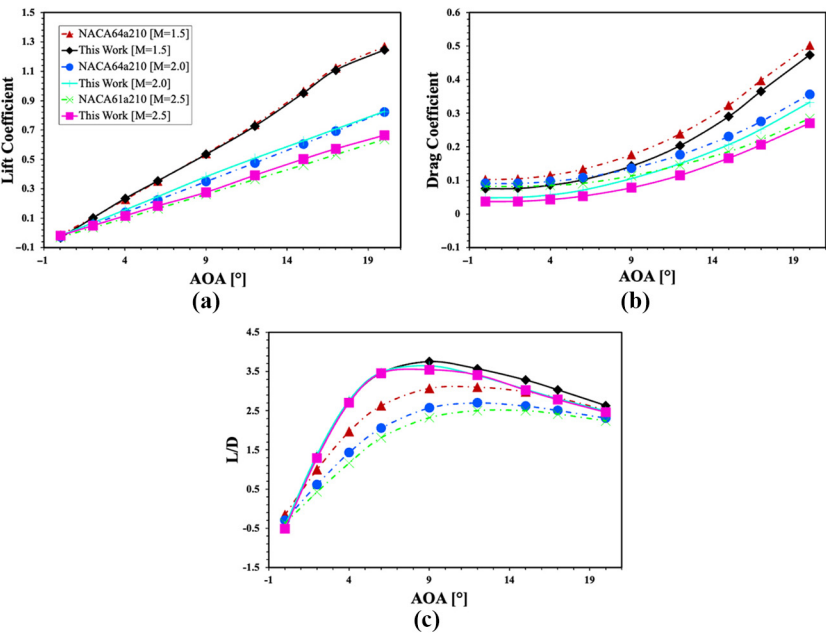 1.5
1.3
1.1
0.9
0.7
0.5
0.3
0.1
−0.1
Lift Coefficient
NACA64a210 [M=1.5]
This Work [M=1.5]
NACA64a210 [M=2.0]
This Work [M=2.0]
NACA61a210 [M=2.5]
This Work [M=2.5]
−1 4 9 14 19
AOA [°]
(a)
0.6
0.5
0.4
0.3
0.2
0.1
0
0.1
Drag Coefficient
−1 4 9 14 19
AOA [°]
(b)
4.5
3.5
2.5
1.5
0.5
-0.5
-1.5
L/D
-1 4 9 14 19
AOA [°]
(c)